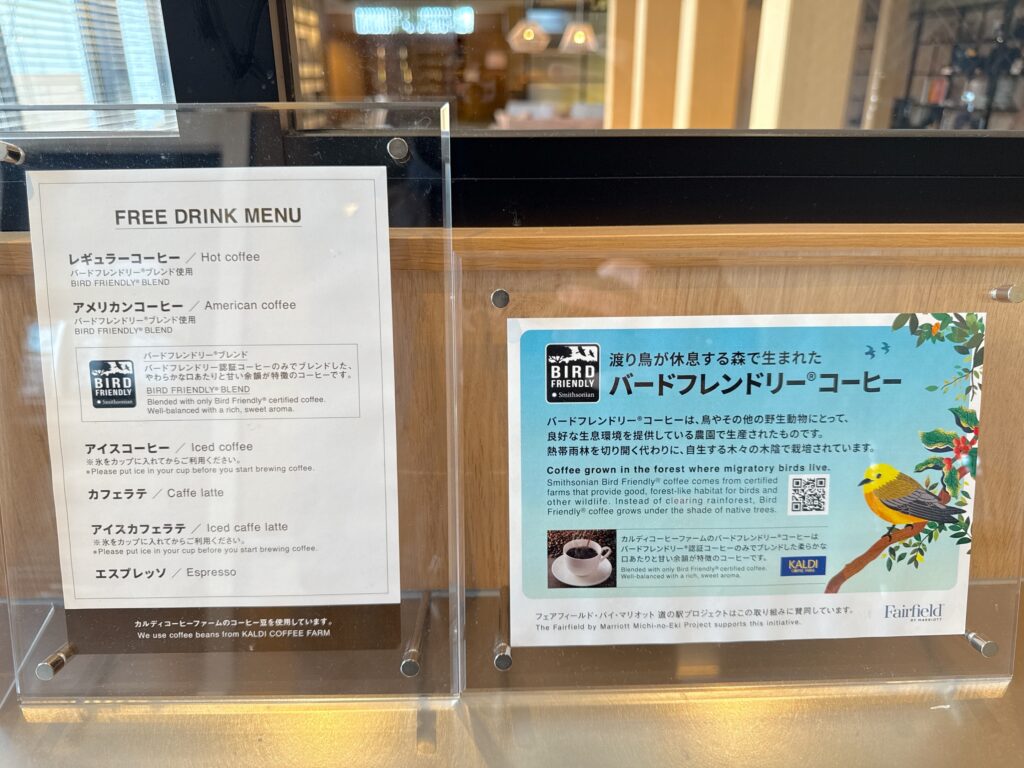 FREE DRINK MENU
レギュラーコーヒー ／ Hot coffee
バードフレンドリー®ブレンド使用
BIRD FRIENDLY® BLEND
アメリカンコーヒー ／ American coffee
バードフレンドリー®ブレンド使用
BIRD FRIENDLY® BLEND
BIRD
FRIENDLY
Smithsonian
バードフレンドリー®ブレンド
バードフレンドリー認証コーヒーのみでブレンドした、
やわらかな口あたりと甘い余韻が特徴のコーヒーです。
BIRD FRIENDLY® BLEND
Blended with only Bird Friendly® certified coffee.
Well-balanced with a rich, sweet aroma.
アイスコーヒー ／ Iced coffee
※氷をカップに入れてからご利用ください。
*Please put ice in your cup before you start brewing coffee.
カフェラテ ／ Caffe latte
アイスカフェラテ ／ Iced caffe latte
※氷をカップに入れてからご利用ください。
*Please put ice in your cup before you start brewing coffee.
エスプレッソ ／ Espresso
カルディコーヒーファームのコーヒー豆を使用しています。
We use coffee beans from KALDI COFFEE FARM
BIRD
FRIENDLY
Smithsonian
渡り鳥が休息する森で生まれた
バードフレンドリー®コーヒー
バードフレンドリー®コーヒーは、鳥やその他の野生動物にとって、
良好な生息環境を提供している農園で生産されたものです。
熱帯雨林を切り開く代わりに、自生する木々の木陰で栽培されています。
Coffee grown in the forest where migratory birds live.
Smithsonian Bird Friendly® coffee comes from certified
farms that provide good, forest-like habitat for birds and
other wildlife. Instead of clearing rainforest, Bird
Friendly® coffee grows under the shade of native trees.
カルディコーヒーファームのバードフレンドリー®コーヒーは
バードフレンドリー®認証コーヒーのみでブレンドした柔らかな
口あたりと甘い余韻が特徴のコーヒーです。
Blended with only Bird Friendly® certified coffee.
Well-balanced with a rich, sweet aroma.
KALDI
COFFEE FARM
フェアフィールド・バイ・マリオット 道の駅プロジェクトはこの取り組みに賛同しています。
The Fairfield by Marriott Michi-no-Eki Project supports this initiative.
Fairfield
BY MARRIOTT